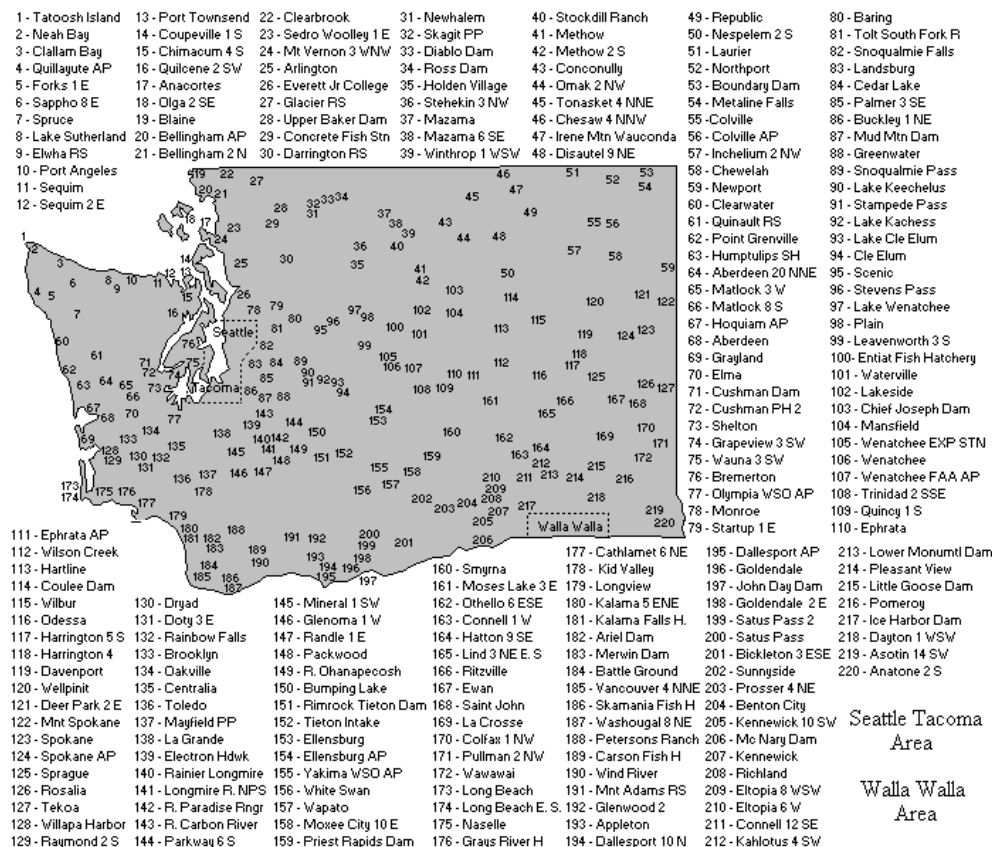 1 - Tatoosh Island
2 - Neah Bay
3 - Clallam Bay
4 - Quillayute AP
5 - Forks 1 E
6 - Sappho 8 E
7 - Spruce
8 - Lake Sutherland
9 - Elwha RS
10 - Port Angeles
11 - Sequim
12 - Sequim 2 E
13 - Port Townsend
14 - Coupeville 1 S
15 - Chimacum 4 S
16 - Quilcene 2 SW
17 - Anacortes
18 - Olga 2 SE
19 - Blaine
20 - Bellingham AP
21 - Bellingham 2 N
22 - Clearbrook
23 - Sedro Woolley 1 E
24 - Mt Vernon 3 WNW
25 - Arlington
26 - Everett Jr College
27 - Glacier RS
28 - Upper Baker Dam
29 - Concrete Fish Stn
30 - Darrington RS
31 - Newhalem
32 - Skagit PP
33 - Diablo Dam
34 - Ross Dam
35 - Holden Village
36 - Stehekin 3 NW
37 - Mazama
38 - Mazama 6 SE
39 - Winthrop 1 WSW
40 - Stockdill Ranch
41 - Methow
42 - Methow 2 S
43 - Conconully
44 - Omak 2 NW
45 - Tonasket 4 NNE
46 - Chesaw 4 NNW
47 - Irene Mtn Wauconda
48 - Disautel 9 NE
49 - Republic
50 - Nespelem 2 S
51 - Laurier
52 - Northport
53 - Boundary Dam
54 - Metaline Falls
55 - Colville
56 - Colville AP
57 - Inchelium 2 NW
58 - Chewelah
59 - Newport
60 - Clearwater
61 - Quinault RS
62 - Point Grenville
63 - Humptulips SH
64 - Aberdeen 20 NNE
65 - Matlock 3 W
66 - Matlock 8 S
67 - Hoquiam AP
68 - Aberdeen
69 - Grayland
70 - Elma
71 - Cushman Dam
72 - Cushman PH 2
73 - Shelton
74 - Grapeview 3 SW
75 - Wauna 3 SW
76 - Bremerton
77 - Olympia WSO AP
78 - Monroe
79 - Startup 1 E
80 - Baring
81 - Tolt South Fork R
82 - Snoqualmie Falls
83 - Landsburg
84 - Cedar Lake
85 - Palmer 3 SE
86 - Buckley 1 NE
87 - Mud Mtn Dam
88 - Greenwater
89 - Snoqualmie Pass
90 - Lake Keechelus
91 - Stampede Pass
92 - Lake Kachess
93 - Lake Cle Elum
94 - Cle Elum
95 - Scenic
96 - Stevens Pass
97 - Lake Wenatchee
98 - Plain
99 - Leavenworth 3 S
100- Entiat Fish Hatchery
101 - Waterville
102 - Lakeside
103 - Chief Joseph Dam
104 - Mansfield
105 - Wenatchee EXP STN
106 - Wenatchee
107 - Wenatchee FAA AP
108 - Trinidad 2 SSE
109 - Quincy 1 S
110 - Ephrata
Seattle
Tacoma
Walla Walla
111 - Ephrata AP
112 - Wilson Creek
113 - Hartline
114 - Coulee Dam
115 - Wilbur
116 - Odessa
117 - Harrington 5 S
118 - Harrington 4
119 - Davenport
120 - Wellpinit
121 - Deer Park 2 E
122 - Mnt Spokane
123 - Spokane
124 - Spokane AP
125 - Sprague
126 - Rosalia
127 - Tekoa
128 - Willapa Harbor
129 - Raymond 2 S
130 - Dryad
131 - Doty 3 E
132 - Rainbow Falls
133 - Brooklyn
134 - Oakville
135 - Centralia
136 - Toledo
137 - Mayfield PP
138 - La Grande
139 - Electron Hdwk
140 - Rainier Longmire
141 - Longmire R. NPS
142 - R. Paradise Rngr
143 - R. Carbon River
144 - Parkway 6 S
145 - Mineral 1 SW
146 - Glenoma 1 W
147 - Randle 1 E
148 - Packwood
149 - R. Ohanapecosh
150 - Bumping Lake
151 - Rimrock Tieton Dam
152 - Tieton Intake
153 - Ellensburg
154 - Ellensburg AP
155 - Yakima WSO AP
156 - White Swan
157 - Wapato
158 - Moxee City 10 E
159 - Priest Rapids Dam
160 - Smyrna
161 - Moses Lake 3 E
162 - Othello 6 ESE
163 - Connell 1 W
164 - Hatton 9 SE
165 - Lind 3 NE E. S
166 - Ritzville
167 - Ewan
168 - Saint John
169 - La Crosse
170 - Colfax 1 NW
171 - Pullman 2 NW
172 - Wawawai
173 - Long Beach
174 - Long Beach E. S.
175 - Naselle
176 - Grays River H
177 - Cathlamet 6 NE
178 - Kid Valley
179 - Longview
180 - Kalama 5 ENE
181 - Kalama Falls H.
182 - Ariel Dam
183 - Merwin Dam
184 - Battle Ground
185 - Vancouver 4 NNE
186 - Skamania Fish H
187 - Washougal 8 NE
188 - Petersons Ranch
189 - Carson Fish H
190 - Wind River
191 - Mnt Adams RS
192 - Glenwood 2
193 - Appleton
194 - Dallesport 10 N
195 - Dallesport AP
196 - Goldendale
197 - John Day Dam
198 - Goldendale 2 E
199 - Satus Pass 2
200 - Satus Pass
201 - Bickleton 3 ESE
202 - Sunnyside
203 - Prosser 4 NE
204 - Benton City
205 - Kennewick 10 SW
206 - Mc Nary Dam
207 - Kennewick
208 - Richland
209 - Eltopia 8 WSW
210 - Eltopia 6 W
211 - Connell 12 SE
212 - Kahlotus 4 SW
213 - Lower Monumtl Dam
214 - Pleasant View
215 - Little Goose Dam
216 - Pomeroy
217 - Ice Harbor Dam
218 - Dayton 1 WSW
219 - Asotin 14 SW
220 - Anatone 2 S
Seattle Tacoma
Area
Walla Walla
Area